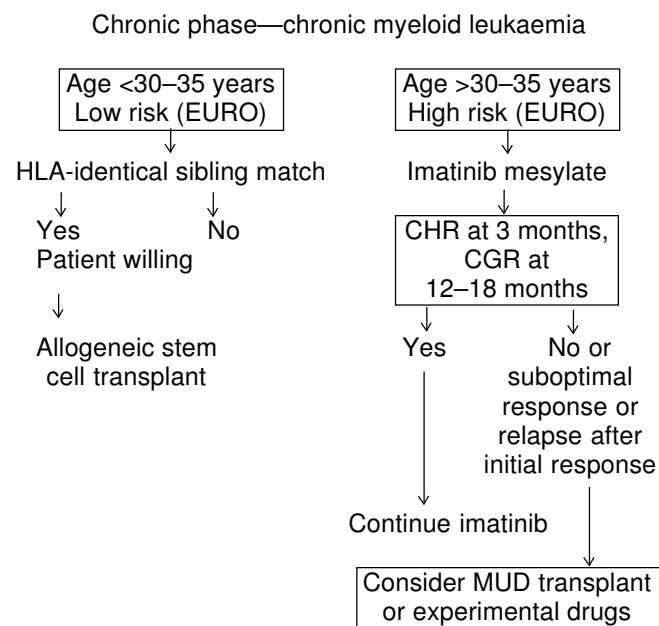 Chronic phase—chronic myeloid leukaemia
Age <30–35 years
Low risk (EURO)
HLA-identical sibling match
Yes
No
Patient willing
Allogeneic stem
cell transplant
Age >30–35 years
High risk (EURO)
Imatinib mesylate
CHR at 3 months,
CGR at
12–18 months
Yes
No or
suboptimal
response or
relapse after
initial response
Continue imatinib
Consider MUD transplant
or experimental drugs